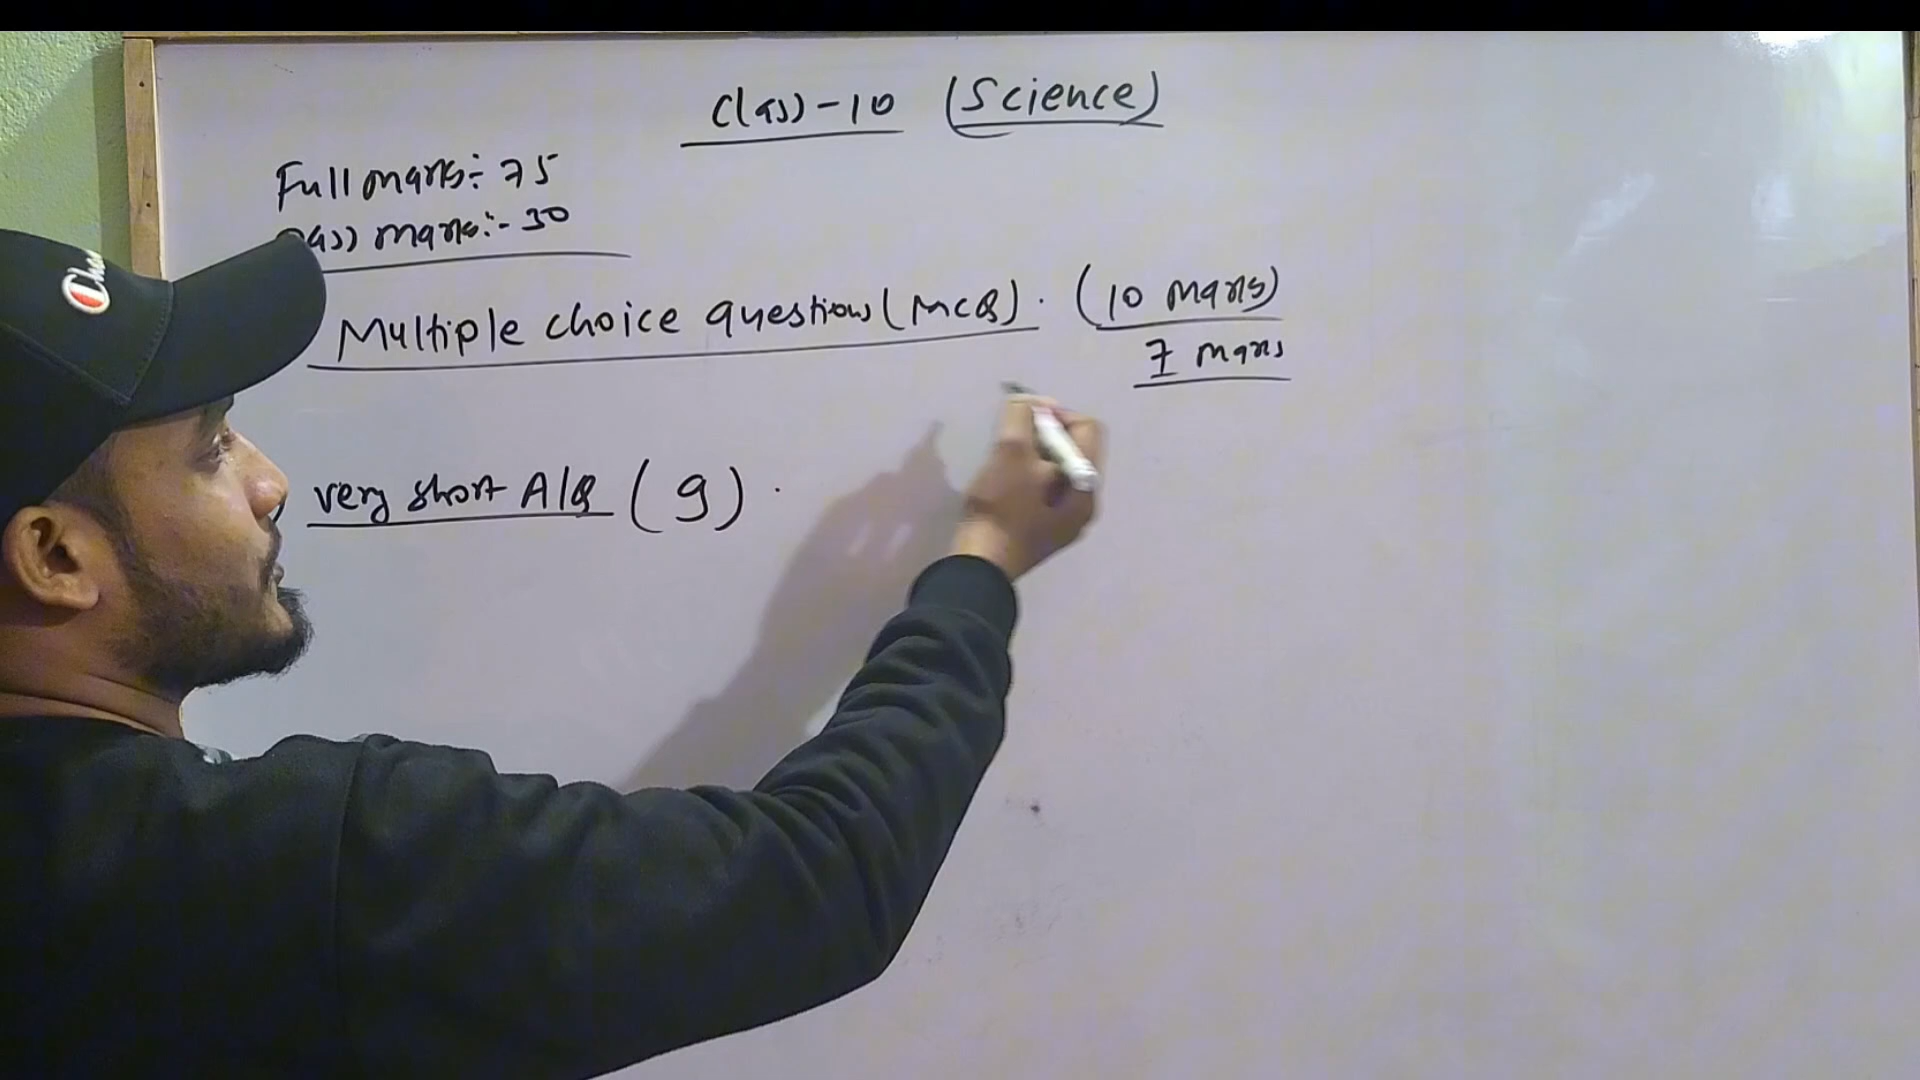 Class-10 (Science)
Full marks÷ 75
Pass marks:- 30
Multiple choice questions (MCQ). (10 marks)
7 marks
very short A/Q (9).